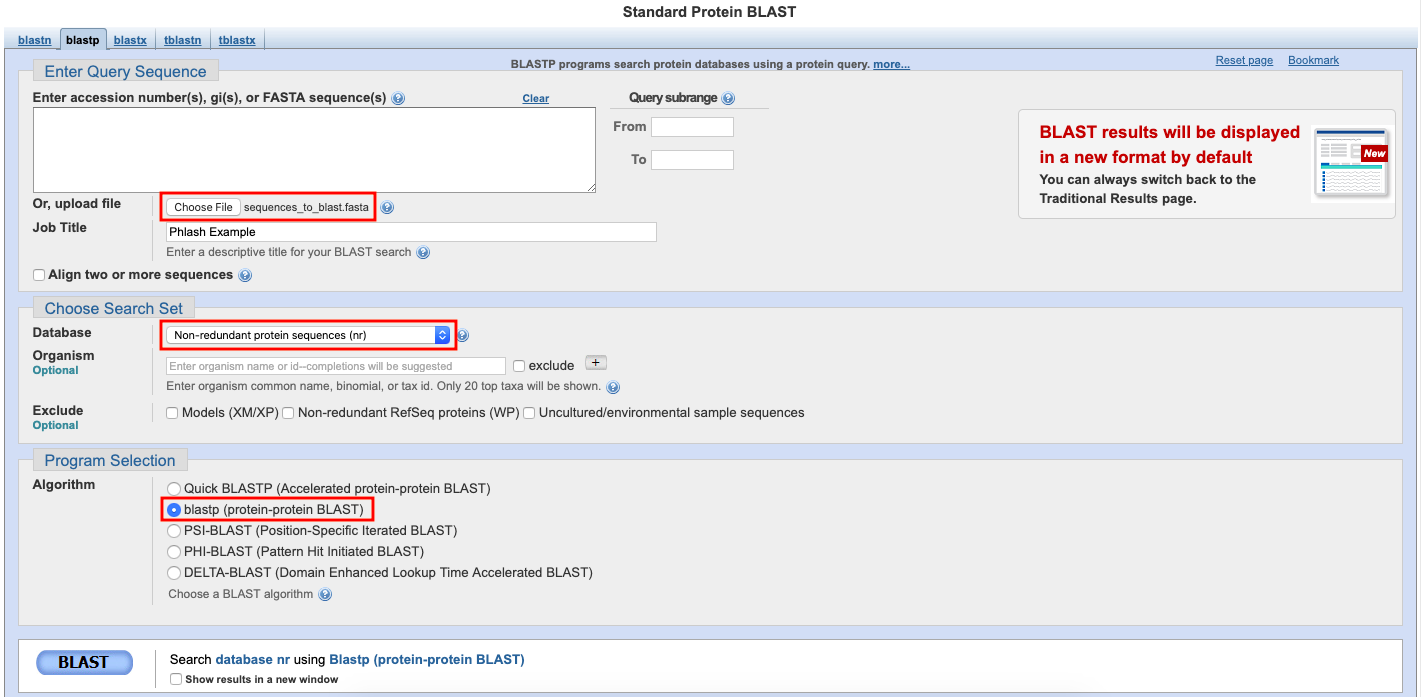 Standard Protein BLAST
blastn blastp blastx tblastn tblastx
BLASTP programs search protein databases using a protein query. more...
Reset page Bookmark
Enter Query Sequence
Enter accession number(s), gi(s), or FASTA sequence(s) Clear
Query subrange
From
To
BLAST results will be displayed
in a new format by default
You can always switch back to the
Traditional Results page.
New
Or, upload file Choose File sequences_to_blast.fasta
Job Title Phlash Example
Enter a descriptive title for your BLAST search
Align two or more sequences
Choose Search Set
Database Non-redundant protein sequences (nr)
Organism
Optional
Enter organism name or id--completions will be suggested exclude +
Enter organism common name, binomial, or tax id. Only 20 top taxa will be shown.
Exclude
Optional
Models (XM/XP) Non-redundant RefSeq proteins (WP) Uncultured/environmental sample sequences
Program Selection
Algorithm
Quick BLASTP (Accelerated protein-protein BLAST)
blastp (protein-protein BLAST)
PSI-BLAST (Position-Specific Iterated BLAST)
PHI-BLAST (Pattern Hit Initiated BLAST)
DELTA-BLAST (Domain Enhanced Lookup Time Accelerated BLAST)
Choose a BLAST algorithm
BLAST
Search database nr using Blastp (protein-protein BLAST)
Show results in a new window